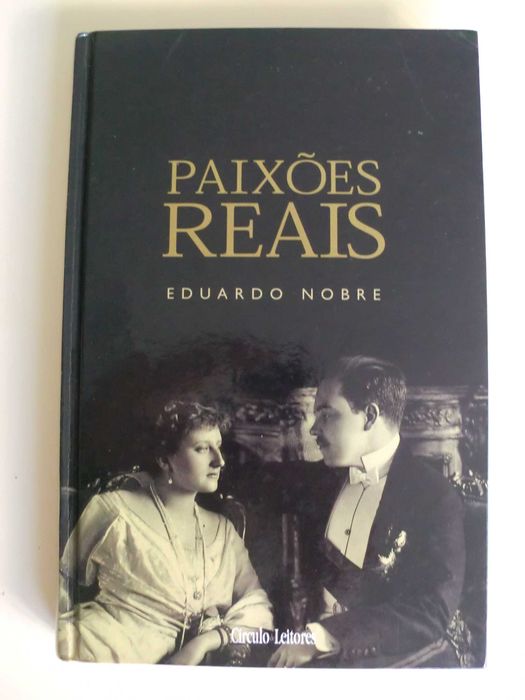 PAIXÕES
REAIS
EDUARDO NOBRE
Círculo Leitores